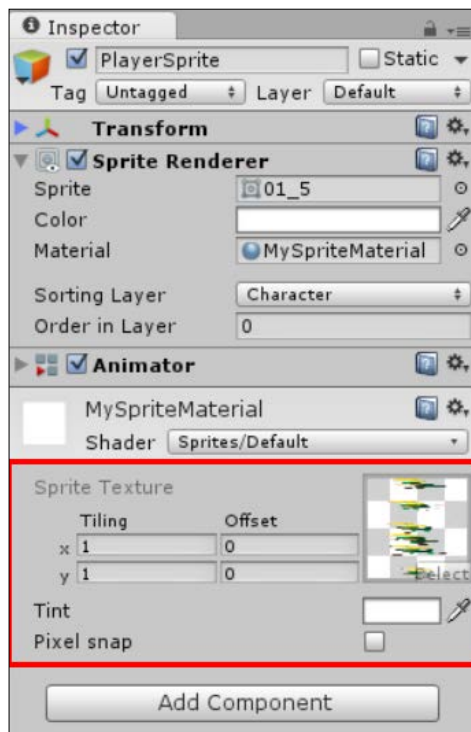 Inspector
PlayerSprite Static
Tag Untagged Layer Default
Transform
Sprite Renderer
Sprite 01_5
Color
Material MySpriteMaterial
Sorting Layer Character
Order in Layer 0
Animator
MySpriteMaterial
Shader Sprites/Default
Sprite Texture
Tiling Offset
x 1 0
y 1 0
Select
Tint
Pixel snap
Add Component